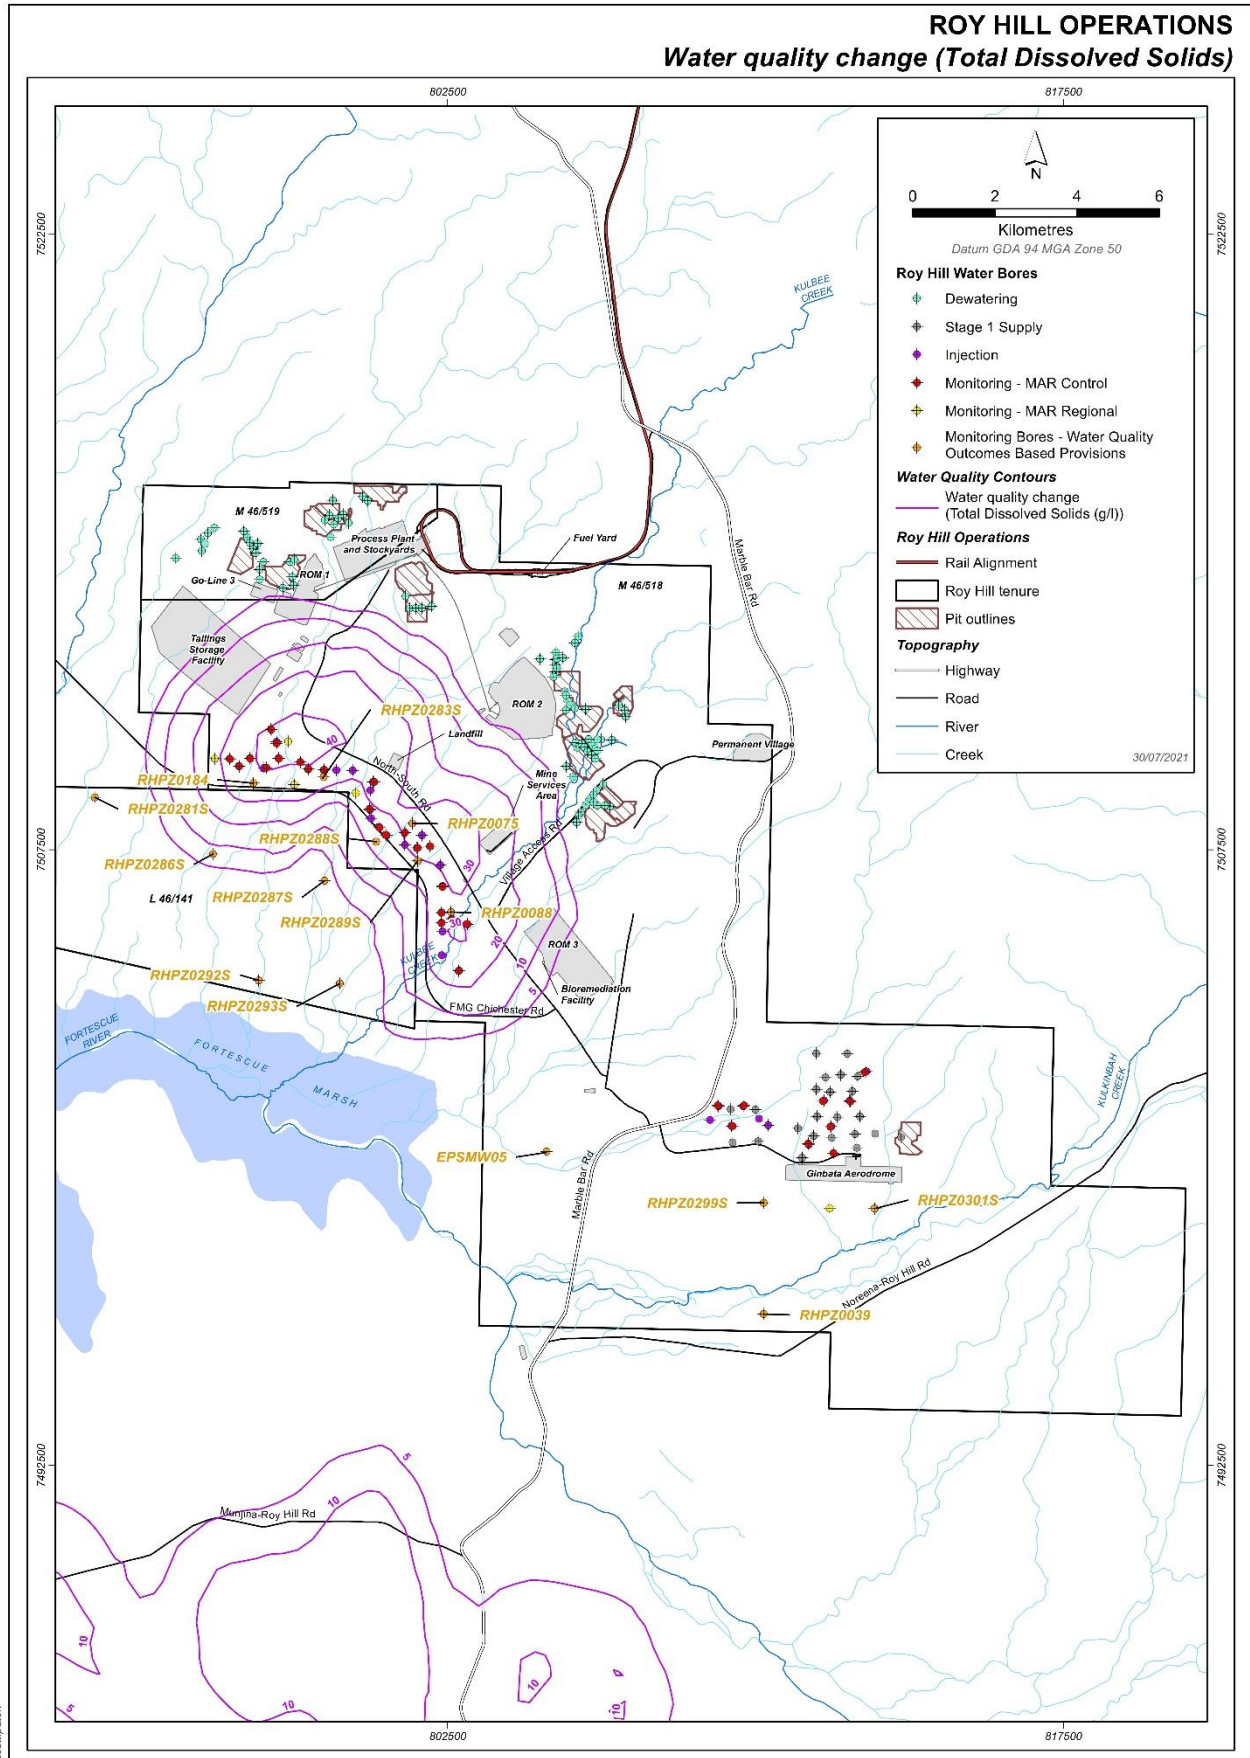 ROY HILL OPERATIONS
Water quality change (Total Dissolved Solids)
802500
817500
7522500
7522500
N
0 2 4 6
Kilometres
Datum GDA 94 MGA Zone 50
Roy Hill Water Bores
Dewatering
Stage 1 Supply
Injection
Monitoring - MAR Control
Monitoring - MAR Regional
Monitoring Bores - Water Quality
Outcomes Based Provisions
Water Quality Contours
Water quality change
(Total Dissolved Solids (g/l))
Roy Hill Operations
Rail Alignment
Roy Hill tenure
Pit outlines
Topography
Highway
Road
River
Creek
30/07/2021
KULBEE
CREEK
M 46/519
Process Plant
and Stockyards
Fuel Yard
Marble Bar Rd
Go-Line 3
ROM 1
M 46/518
Tailings
Storage
Facility
ROM 2
RHPZ0283S
Landfill
40
Permanent Village
North-South Rd
Mine
Services
Area
RHPZ0184
RHPZ0281S
RHPZ0075
RHPZ0288S
Village Access Rd
7507500
7507500
RHPZ0286S
30
RHPZ0287S
L 46/141
RHPZ0289S
RHPZ0088
30
20
ROM 3
KULBEE
CREEK
10
RHPZ0292S
5
Bioremediation
Facility
RHPZ0293S
FMG Chichester Rd
FORTESCUE
RIVER
FORTESCUE
MARSH
KULKINBAH
CREEK
EPSMW05
Marble Bar Rd
Ginbata Aerodrome
RHPZ0299S
RHPZ0301S
Noreena-Roy Hill Rd
RHPZ0039
7492500
7492500
5
10
Munjina-Roy Hill Rd
10
10
5
10
10
802500
817500